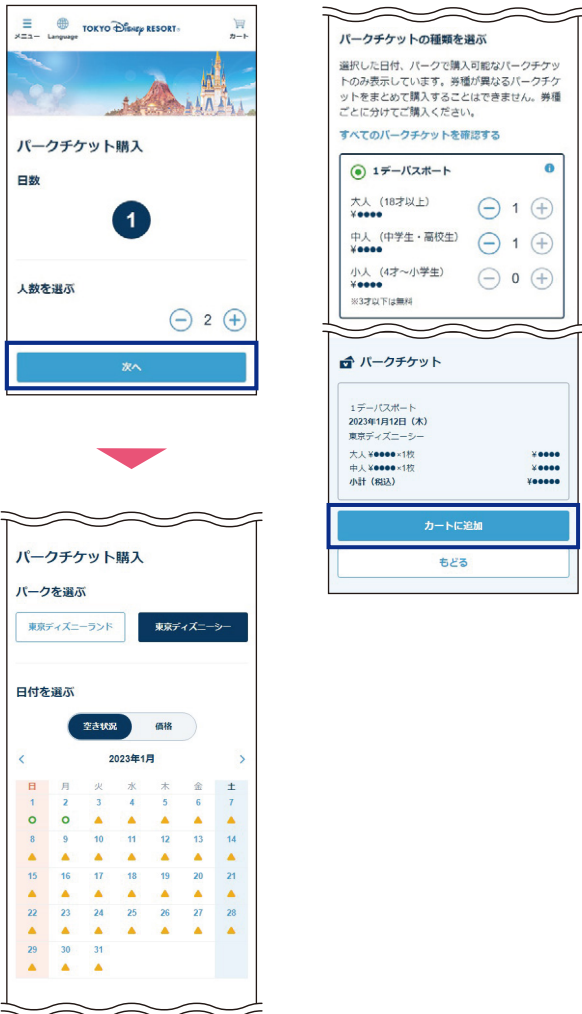 メニュー
Language
TOKYO Disney RESORT®
カート
パークチケット購入
日数
1
人数を選ぶ
2
次へ
パークチケット購入
パークを選ぶ
東京ディズニーランド
東京ディズニーシー
日付を選ぶ
空き状況
価格
2023年1月
日 月 火 水 木 金 土
1 2 3 4 5 6 7
8 9 10 11 12 13 14
15 16 17 18 19 20 21
22 23 24 25 26 27 28
29 30 31
パークチケットの種類を選ぶ
選択した日付、パークで購入可能なパークチケッ
トのみ表示しています。券種が異なるパークチケ
ットをまとめて購入することはできません。券種
ごとに分けてご購入ください。
すべてのパークチケットを確認する
1デーパスポート
大人 (18才以上)
¥●●●●
1
中人 (中学生・高校生)
¥●●●●
1
小人 (4才~小学生)
¥●●●●
0
※3才以下は無料
パークチケット
1デーパスポート
2023年1月12日 (木)
東京ディズニーシー
大人 ¥●●●●×1枚 ¥●●●●
中人 ¥●●●●×1枚 ¥●●●●
小計 (税込) ¥●●●●●
カートに追加
もどる